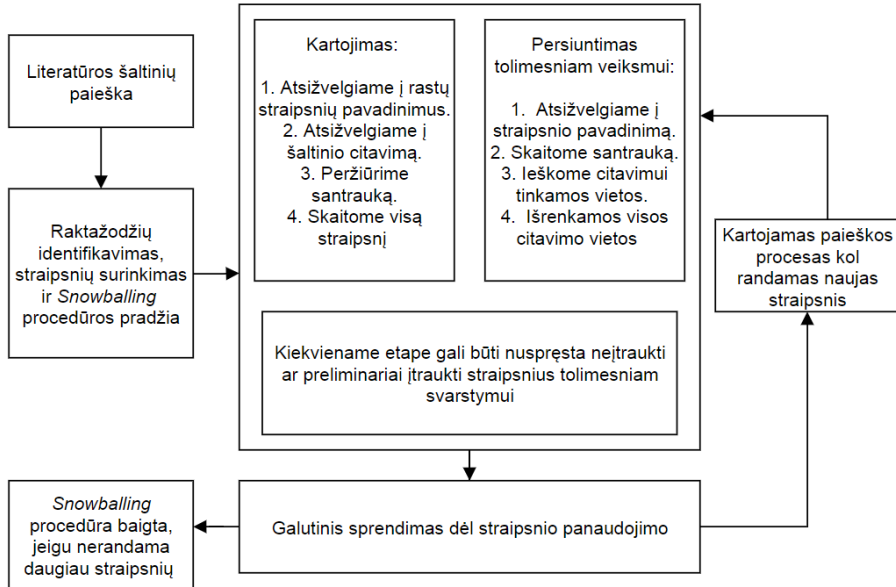 Literatūros šaltinių
paieška
Raktažodžių
identifikavimas,
straipsnių surinkimas
ir Snowballing
procedūros pradžia
Kartojimas:
1. Atsižvelgiame į rastų
straipsnių pavadinimus.
2. Atsižvelgiame į
šaltinio citavimą.
3. Peržiūrime
santrauką.
4. Skaitome visą
straipsnį
Persiuntimas
tolimesniam veiksmui:
1. Atsižvelgiame į
straipsnio pavadinimą.
2. Skaitome santrauką.
3. Ieškome citavimui
tinkamos vietos.
4. Išrenkamos visos
citavimo vietos
Kiekviename etape gali būti nuspręsta neįtraukti
ar preliminariai įtraukti straipsnius tolimesniam
svarstymui
Kartojamas paieškos
procesas kol
randamas naujas
straipsnis
Galutinis sprendimas dėl straipsnio panaudojimo
Snowballing
procedūra baigta,
jeigu nerandama
daugiau straipsnių